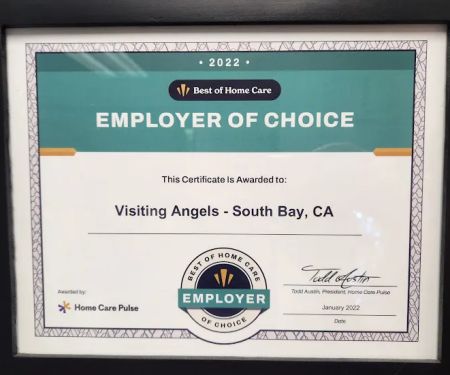 • 2022 •
Best of Home Care
EMPLOYER OF CHOICE
This Certificate Is Awarded to:
Visiting Angels - South Bay, CA
BEST OF HOME CARE
EMPLOYER
OF CHOICE
Awarded by:
Home Care Pulse
Todd Austin
Todd Austin, President, Home Care Pulse
January 2022
Date